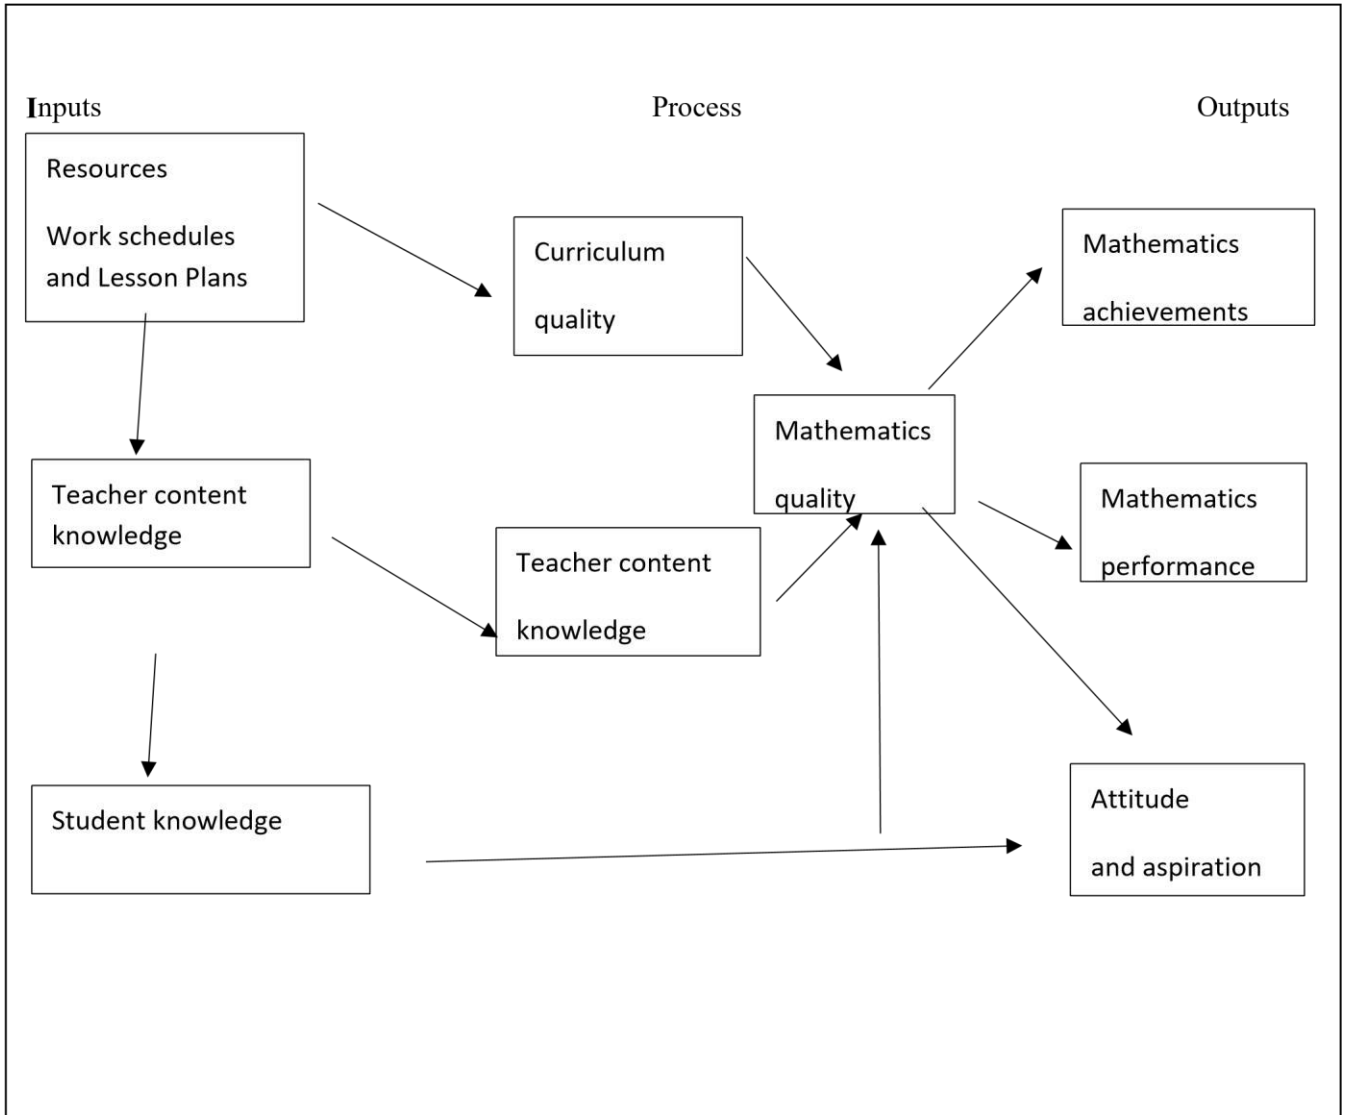 Inputs
Process
Outputs
Resources
Work schedules
and Lesson Plans
Curriculum
quality
Mathematics
achievements
Mathematics
quality
Teacher content
knowledge
Mathematics
performance
Teacher content
knowledge
Student knowledge
Attitude
and aspiration